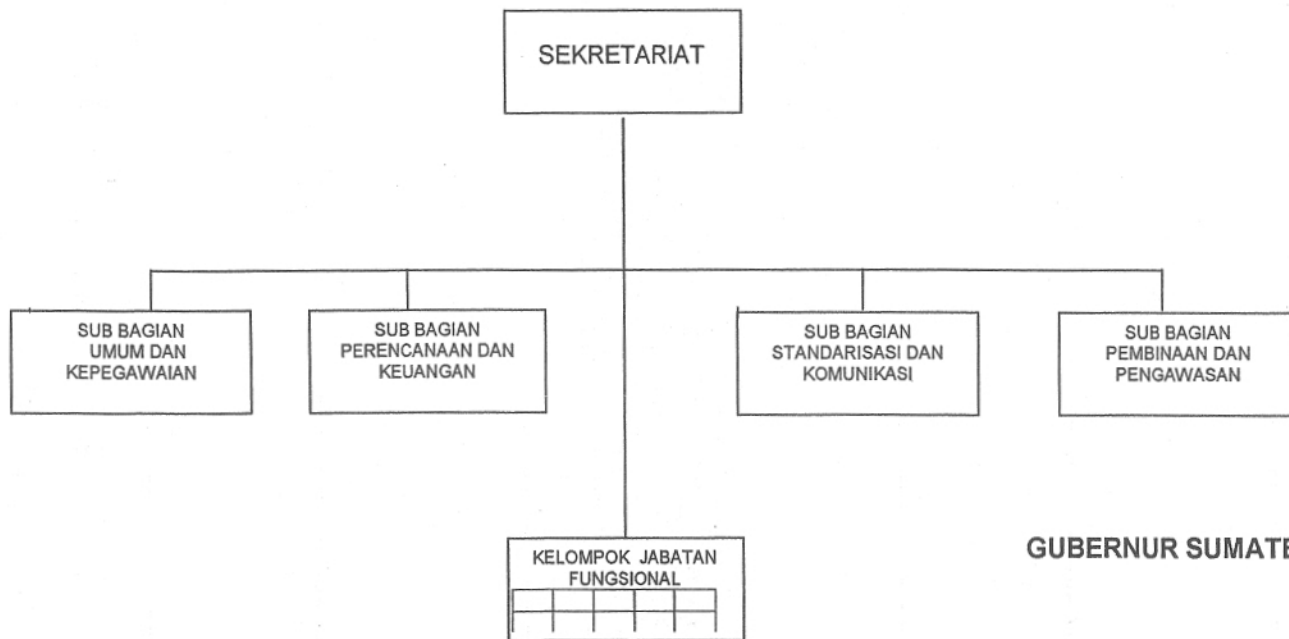 SEKRETARIAT
SUB BAGIAN
UMUM DAN
KEPEGAWAIAN
SUB BAGIAN
PERENCANAAN DAN
KEUANGAN
SUB BAGIAN
STANDARISASI DAN
KOMUNIKASI
SUB BAGIAN
PEMBINAAN DAN
PENGAWASAN
KELOMPOK JABATAN
FUNGSIONAL
GUBERNUR